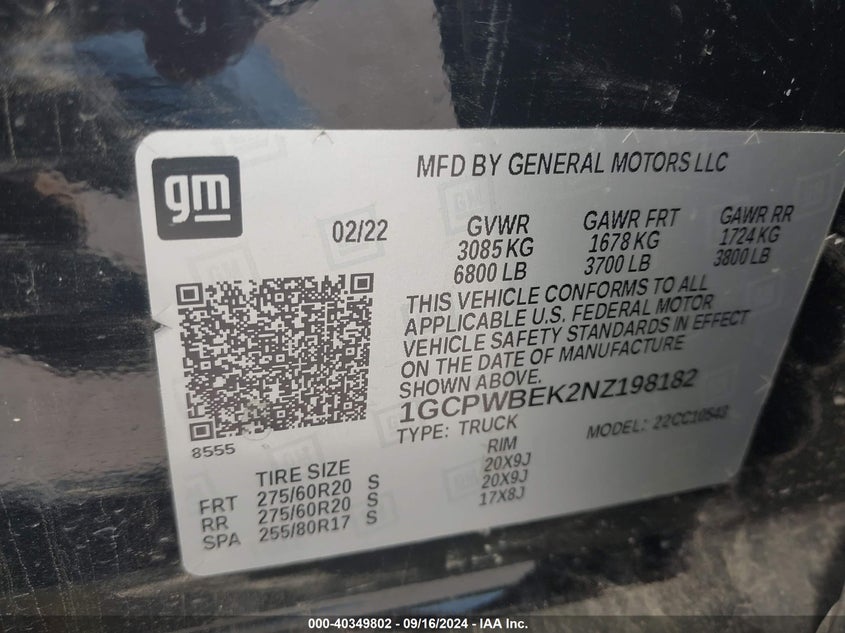 gm
MFD BY GENERAL MOTORS LLC
02/22
GVWR GAWR FRT GAWR RR
3085 KG 1678 KG 1724 KG
6800 LB 3700 LB 3800 LB
THIS VEHICLE CONFORMS TO ALL
APPLICABLE U.S. FEDERAL MOTOR
VEHICLE SAFETY STANDARDS IN EFFECT
ON THE DATE OF MANUFACTURE
SHOWN ABOVE.
1GCPWBEK2NZ198182
TYPE: TRUCK MODEL: 22CC10543
8555
TIRE SIZE RIM
FRT 275/60R20 S 20X9J
RR 275/60R20 S 20X9J
SPA 255/80R17 S 17X8J
000-40349802 - 09/16/2024 - IAA Inc.